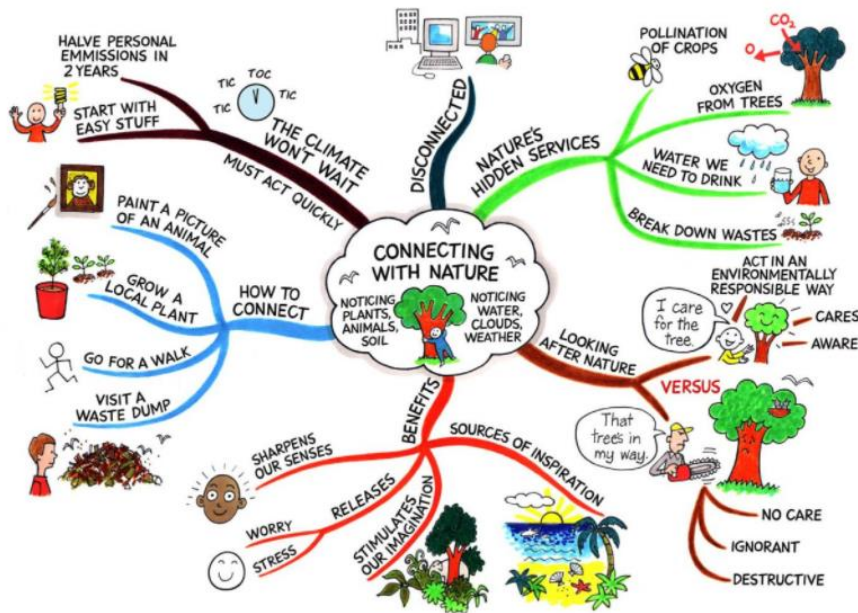 CONNECTING
WITH NATURE
NOTICING
PLANTS,
ANIMALS,
SOIL
NOTICING
WATER,
CLOUDS,
WEATHER
DISCONNECTED
NATURE'S
HIDDEN SERVICES
POLLINATION
OF CROPS
O
CO2
OXYGEN
FROM TREES
WATER WE
NEED TO DRINK
BREAK DOWN WASTES
LOOKING
AFTER NATURE
ACT IN AN
ENVIRONMENTALLY
RESPONSIBLE WAY
I care
for the
tree.
CARES
AWARE
VERSUS
That
tree's in
my way.
NO CARE
IGNORANT
DESTRUCTIVE
BENEFITS
SOURCES OF INSPIRATION
STIMULATES
OUR IMAGINATION
RELEASES
WORRY
STRESS
SHARPENS
OUR SENSES
HOW TO
CONNECT
PAINT A PICTURE
OF AN ANIMAL
GROW A
LOCAL PLANT
GO FOR A WALK
VISIT A
WASTE DUMP
THE CLIMATE
WON'T WAIT
MUST ACT QUICKLY
TIC
TIC
TOC
TIC
HALVE PERSONAL
EMMISSIONS IN
2 YEARS
START WITH
EASY STUFF